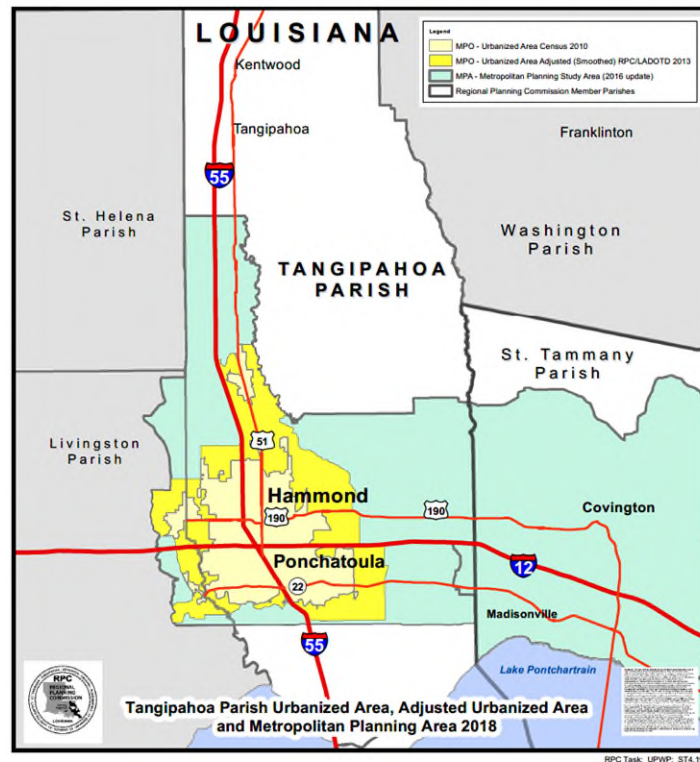 LOUISIANA
Legend
MPO - Urbanized Area Census 2010
MPO - Urbanized Area Adjusted (Smoothed) RPC/LADOTD 2013
MPA - Metropolitan Planning Study Area (2016 update)
Regional Planning Commission Member Parishes
Kentwood
Tangipahoa
Franklinton
55
St. Helena
Parish
Washington
Parish
TANGIPAHOA
PARISH
St. Tammany
Parish
Livingston
Parish
51
Hammond
190
190
Covington
Ponchatoula
12
22
Madisonville
55
Lake Pontchartrain
RPC
REGIONAL
PLANNING
COMMISSION
LOUISIANA
Tangipahoa Parish Urbanized Area, Adjusted Urbanized Area
and Metropolitan Planning Area 2018
RPC Task: UPWP: ST4.1